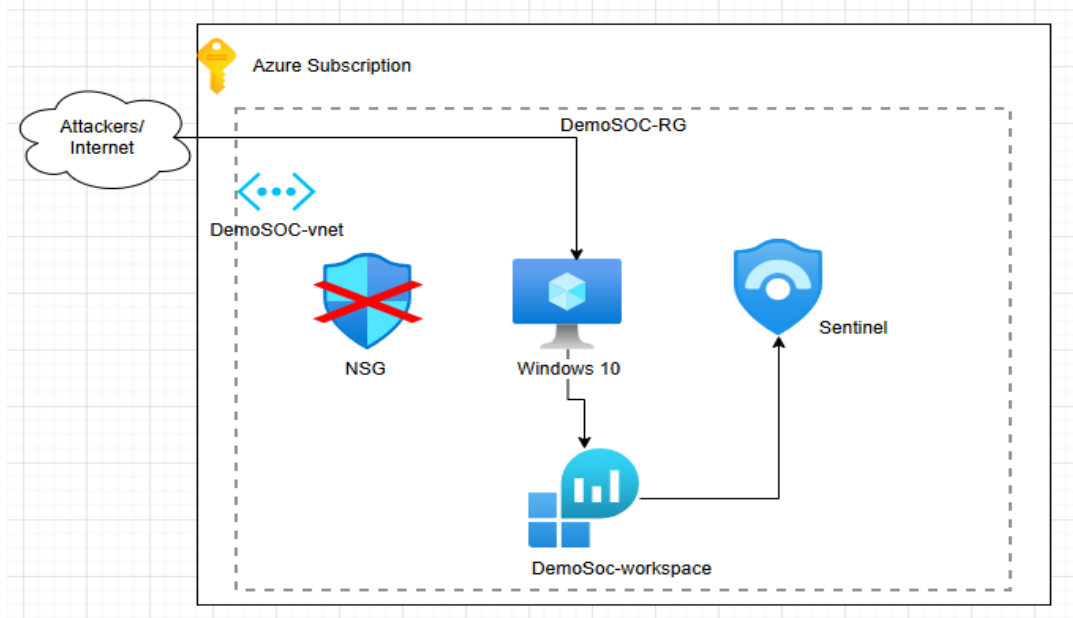 Azure Subscription
Attackers/
Internet
DemoSOC-RG
DemoSOC-vnet
NSG
Windows 10
Sentinel
DemoSoc-workspace